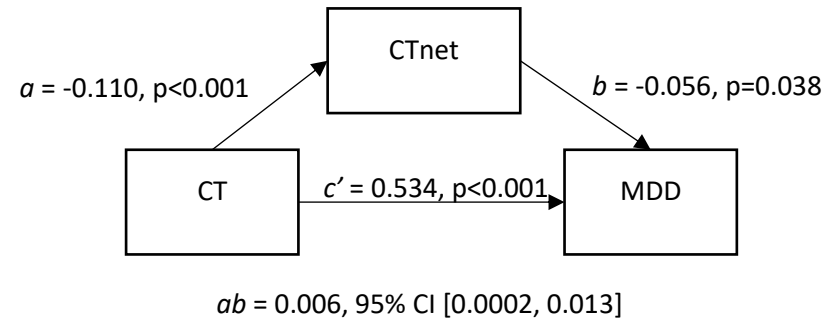 CTnet
a = -0.110, p<0.001
b = -0.056, p=0.038
CT
c’ = 0.534, p<0.001
MDD
ab = 0.006, 95% CI [0.0002, 0.013]